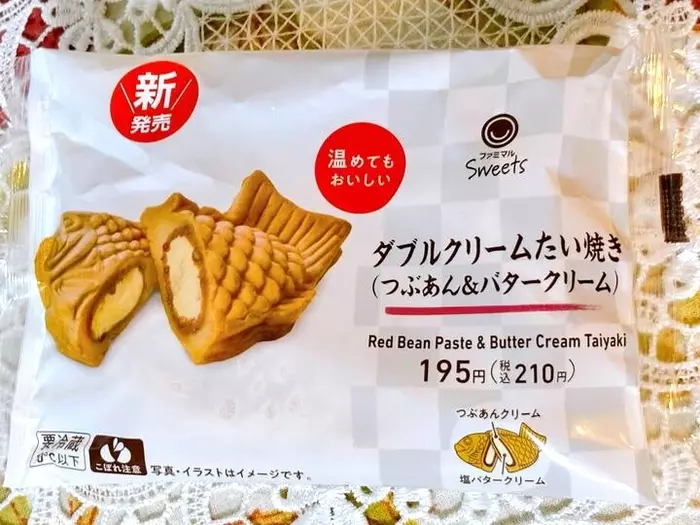 新
発売
温めても
おいしい
ファミマル
Sweets
ダブルクリームたい焼き
(つぶあん&バタークリーム)
Red Bean Paste & Butter Cream Taiyaki
195円(税込210円)
つぶあんクリーム
塩バタークリーム
要冷蔵
℃以下
こぼれ注意
写真・イラストはイメージです。